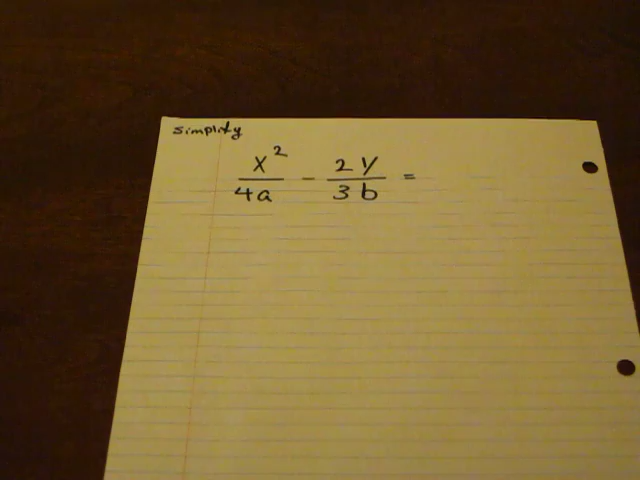 Simplify
x²/4a - 2y/3b =